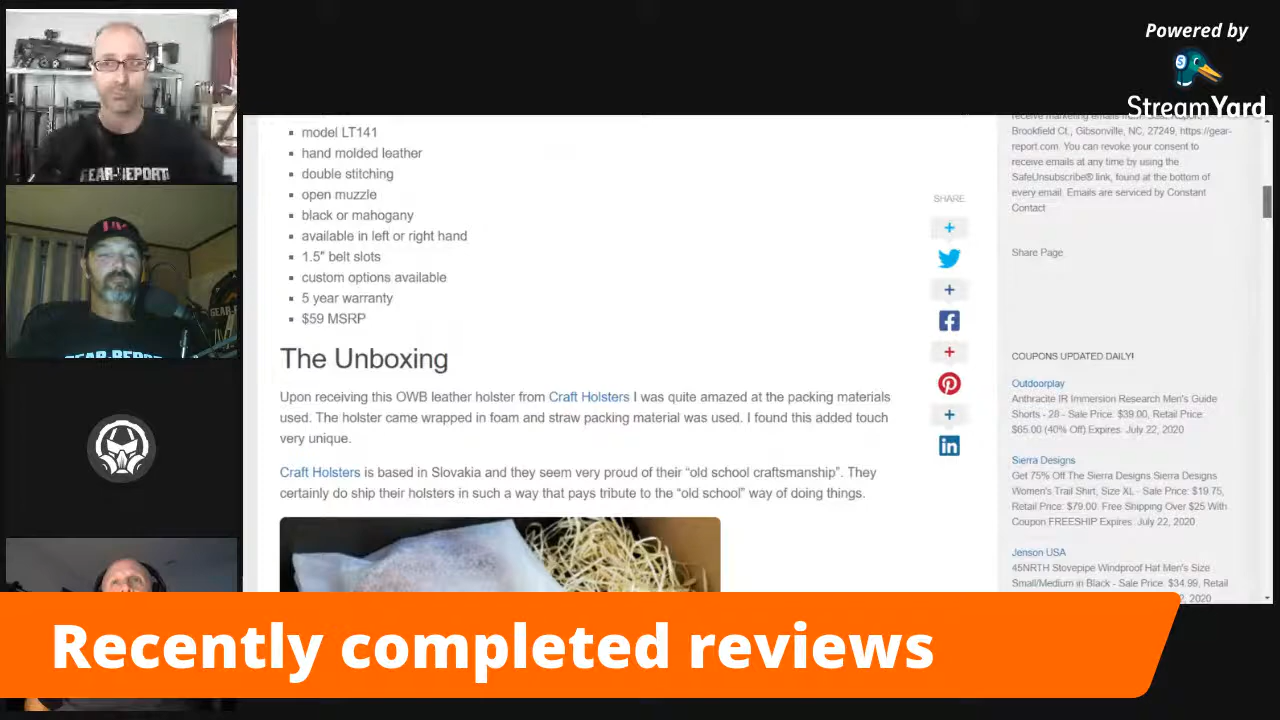 Powered by
StreamYard
GEAR-REPORT
GEAR-REPORT
model LT141
hand molded leather
double stitching
open muzzle
black or mahogany
available in left or right hand
1.5" belt slots
custom options available
5 year warranty
$59 MSRP
The Unboxing
Upon receiving this OWB leather holster from Craft Holsters I was quite amazed at the packing materials
used. The holster came wrapped in foam and straw packing material was used. I found this added touch
very unique.
Craft Holsters is based in Slovakia and they seem very proud of their “old school craftsmanship”. They
certainly do ship their holsters in such a way that pays tribute to the “old school” way of doing things.
SHARE
receive marketing emails from
Brookfield Ct., Gibsonville, NC, 27249, https://gear-
report.com. You can revoke your consent to
receive emails at any time by using the
SafeUnsubscribe® link, found at the bottom of
every email. Emails are serviced by Constant
Contact
Share Page
COUPONS UPDATED DAILY!
Outdoorplay
Anthracite IR Immersion Research Men's Guide
Shorts - 28 - Sale Price: $39.00, Retail Price:
$65.00 (40% Off) Expires: July 22, 2020
Sierra Designs
Get 75% Off The Sierra Designs Sierra Designs
Women's Trail Shirt, Size XL - Sale Price: $19.75,
Retail Price: $79.00. Free Shipping Over $25 With
Coupon FREESHIP Expires: July 22, 2020
Jenson USA
45NRTH Stovepipe Windproof Hat Men's Size
Small/Medium in Black - Sale Price: $34.99, Retail
2, 2020
Recently completed reviews